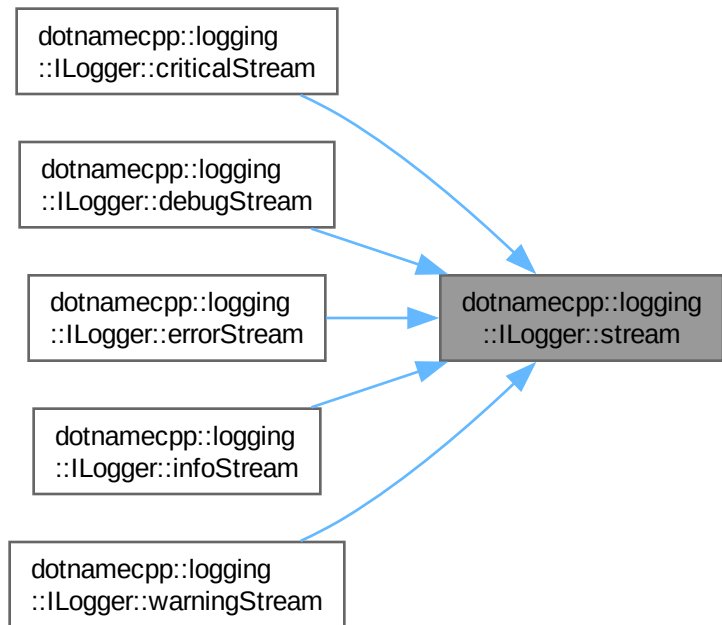 dotnamecpp::logging
::ILogger::criticalStream
dotnamecpp::logging
::ILogger::debugStream
dotnamecpp::logging
::ILogger::errorStream
dotnamecpp::logging
::ILogger::stream
dotnamecpp::logging
::ILogger::infoStream
dotnamecpp::logging
::ILogger::warningStream